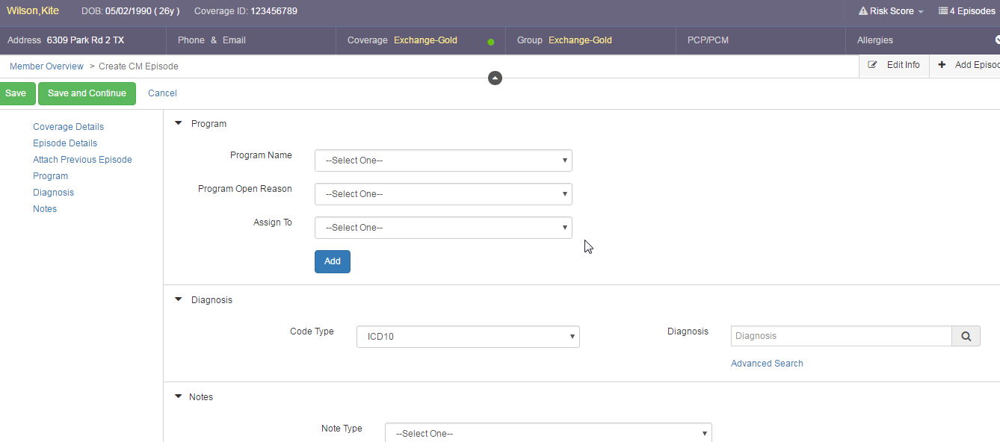 Wilson,Kite DOB: 05/02/1990 ( 26y ) Coverage ID: 123456789 Risk Score 4 Episodes
Address 6309 Park Rd 2 TX Phone & Email Coverage Exchange-Gold Group Exchange-Gold PCP/PCM Allergies
Member Overview > Create CM Episode Edit Info + Add Episod
Save Save and Continue Cancel
Coverage Details
Episode Details
Attach Previous Episode
Program
Diagnosis
Notes
Program
Program Name --Select One--
Program Open Reason --Select One--
Assign To --Select One--
Add
Diagnosis
Code Type ICD10 Diagnosis Diagnosis
Advanced Search
Notes
Note Type --Select One--